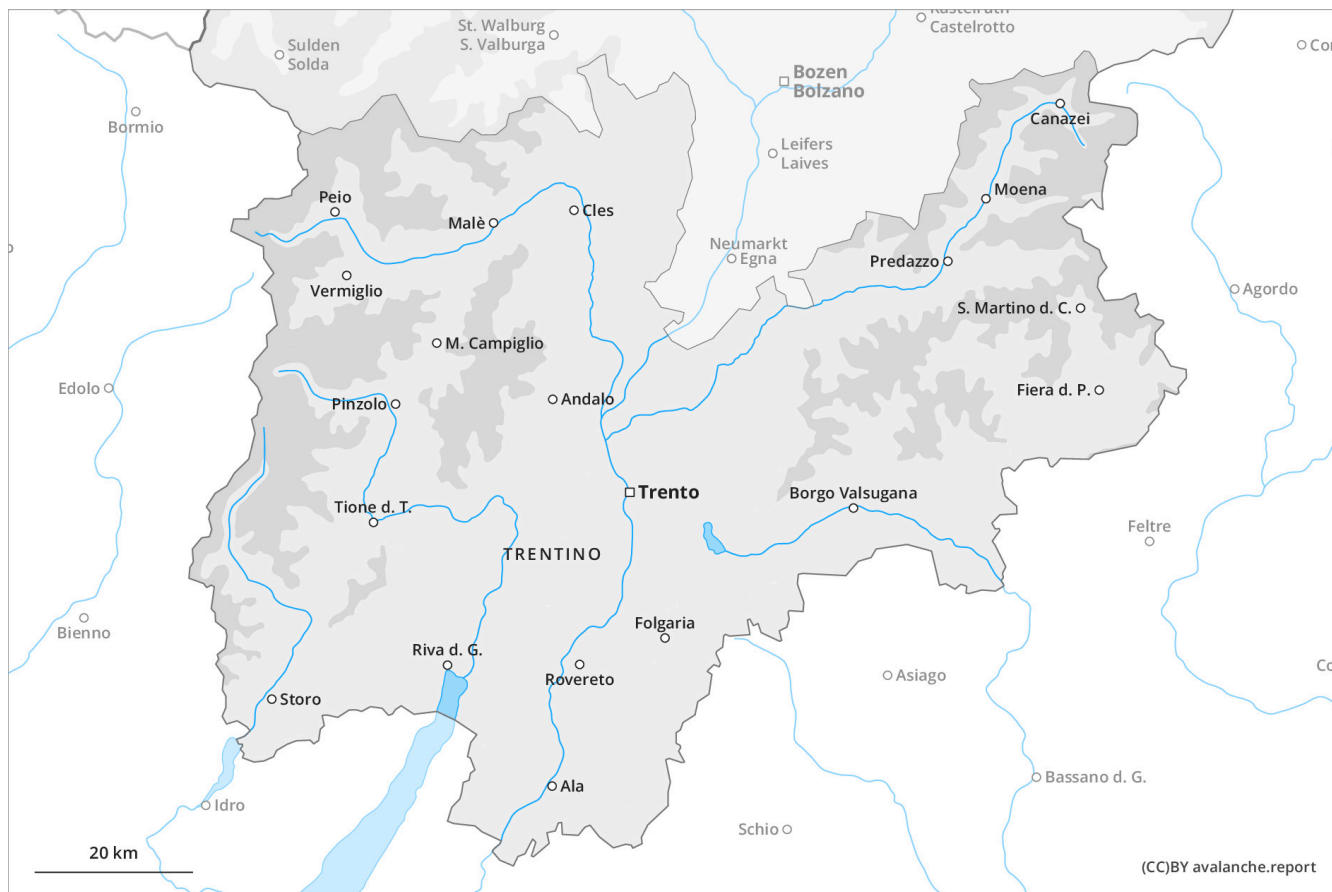 Castelrotto
St. Walburg
S. Valburga
Sulden
Solda
Bozen
Bolzano
Bormio
Canazei
Leifers
Laives
Peio
Moena
Malè
Cles
Neumarkt
Egna
Predazzo
Vermiglio
Agordo
S. Martino d. C.
M. Campiglio
Edolo
Fiera d. P.
Pinzolo
Andalo
Trento
Borgo Valsugana
Tione d. T.
Feltre
TRENTINO
Bienno
Folgaria
Riva d. G.
Rovereto
Asiago
Storo
Bassano d. G.
Ala
Idro
Schio
20 km
(CC)BY avalanche.report